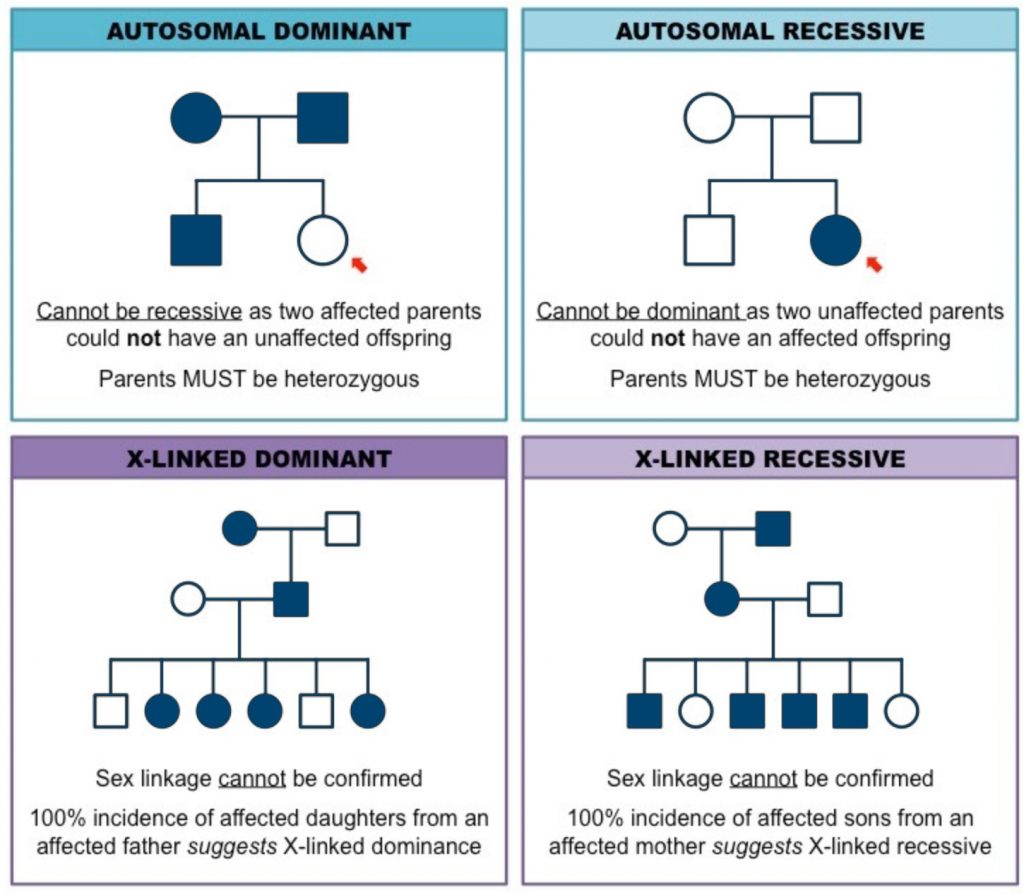 AUTOSOMAL DOMINANT
Cannot be recessive as two affected parents
could not have an unaffected offspring
Parents MUST be heterozygous
AUTOSOMAL RECESSIVE
Cannot be dominant as two unaffected parents
could not have an affected offspring
Parents MUST be heterozygous
X-LINKED DOMINANT
Sex linkage cannot be confirmed
100% incidence of affected daughters from an
affected father suggests X-linked dominance
X-LINKED RECESSIVE
Sex linkage cannot be confirmed
100% incidence of affected sons from an
affected mother suggests X-linked recessive